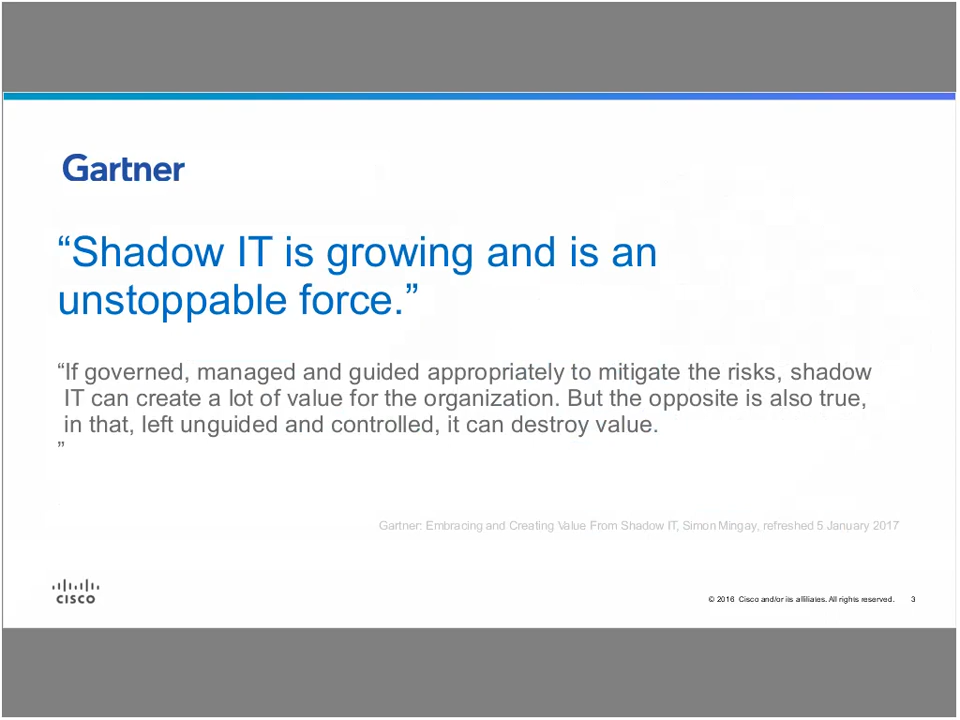 Gartner
“Shadow IT is growing and is an
unstoppable force.”
“If governed, managed and guided appropriately to mitigate the risks, shadow
IT can create a lot of value for the organization. But the opposite is also true,
in that, left unguided and controlled, it can destroy value.
”
Gartner: Embracing and Creating Value From Shadow IT, Simon Mingay, refreshed 5 January 2017
CISCO
© 2016 Cisco and/or its affiliates. All rights reserved. 3